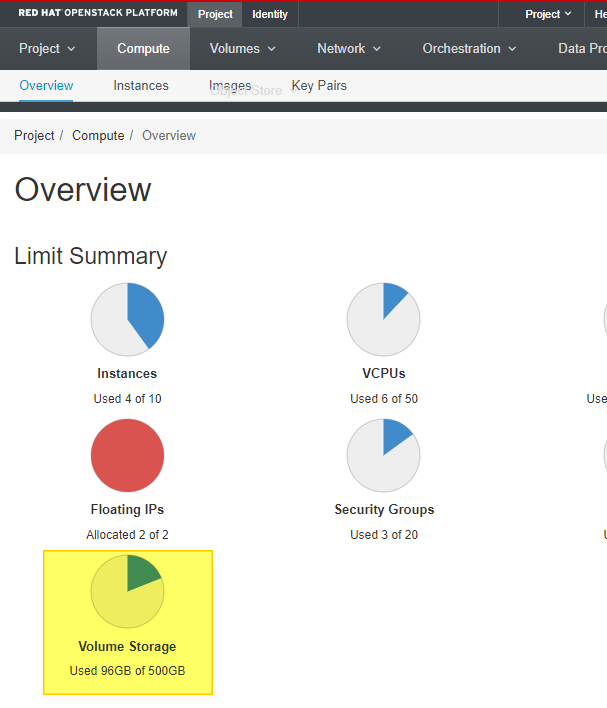 RED HAT OPENSTACK PLATFORM Project Identity Project He
Project Compute Volumes Network Orchestration Data Pro
Object Store
Overview Instances Images Key Pairs
Project / Compute / Overview
Overview
Limit Summary
Instances VCPUs
Used 4 of 10 Used 6 of 50 Use
Floating IPs Security Groups
Allocated 2 of 2 Used 3 of 20 U
Volume Storage
Used 96GB of 500GB